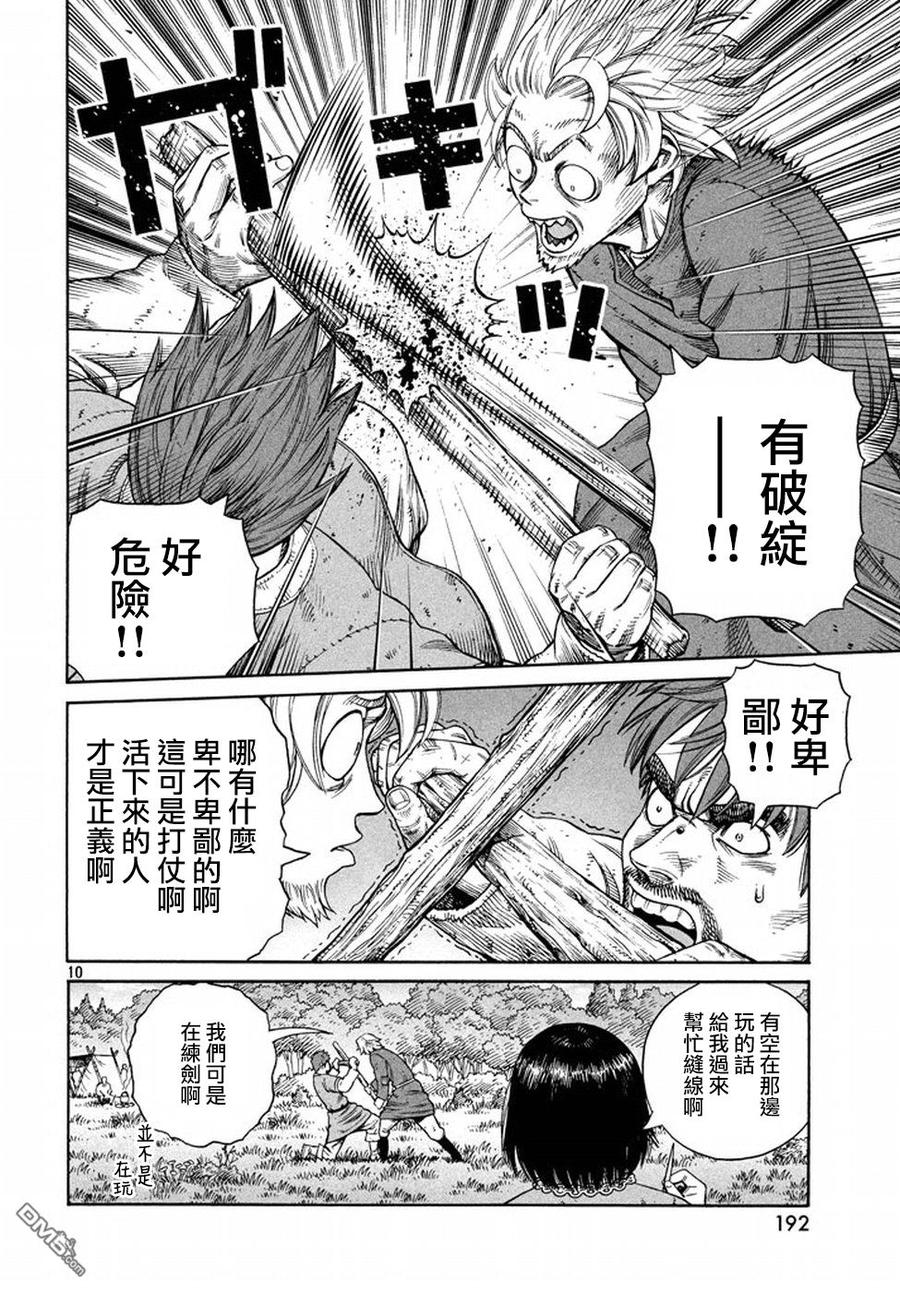 ガキッ
有破綻
——!!
好
危險!!
好卑
鄙!!
哪有什麼
卑不卑鄙的啊
這可是打仗啊
活下來的人
才是正義啊
10
有空在那邊
玩的話
給我過來
幫忙縫線啊
我們可是
在練劍啊
並不是
在玩
192
DM5.com